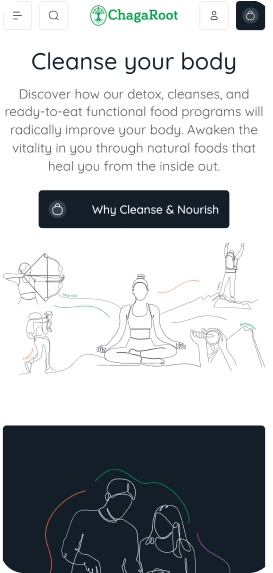 ChagaRoot
Cleanse your body
Discover how our detox, cleanses, and
ready-to-eat functional food programs will
radically improve your body. Awaken the
vitality in you through natural foods that
heal you from the inside out.
Why Cleanse & Nourish